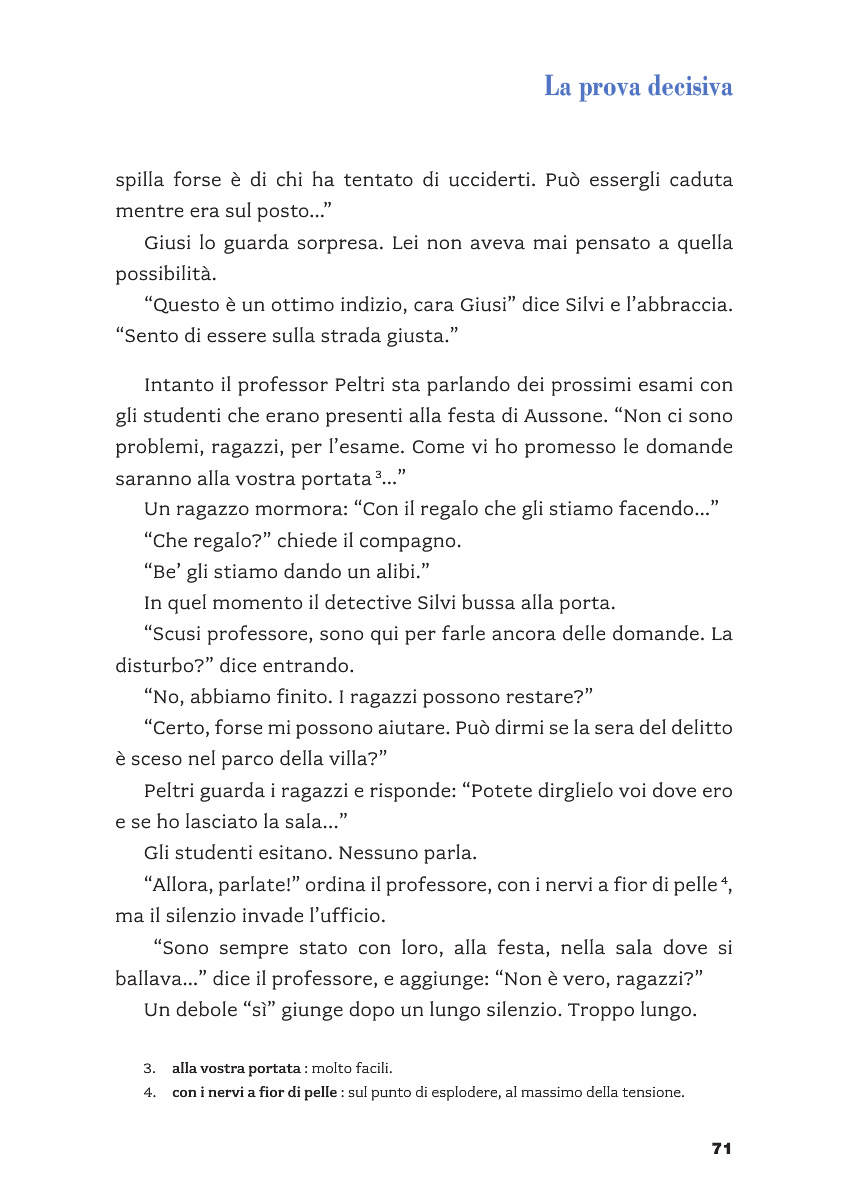 La prova decisiva
spilla forse è di chi ha tentato di ucciderti. Può essergli caduta
mentre era sul posto...”
Giusi lo guarda sorpresa. Lei non aveva mai pensato a quella
possibilità.
“Questo è un ottimo indizio, cara Giusi” dice Silvi e l’abbraccia.
“Sento di essere sulla strada giusta.”
Intanto il professor Peltri sta parlando dei prossimi esami con
gli studenti che erano presenti alla festa di Aussone. “Non ci sono
problemi, ragazzi, per l’esame. Come vi ho promesso le domande
saranno alla vostra portata ³...”
Un ragazzo mormora: “Con il regalo che gli stiamo facendo...”
“Che regalo?” chiede il compagno.
“Be’ gli stiamo dando un alibi.”
In quel momento il detective Silvi bussa alla porta.
“Scusi professore, sono qui per farle ancora delle domande. La
disturbo?” dice entrando.
“No, abbiamo finito. I ragazzi possono restare?”
“Certo, forse mi possono aiutare. Può dirmi se la sera del delitto
è sceso nel parco della villa?”
Peltri guarda i ragazzi e risponde: “Potete dirglielo voi dove ero
e se ho lasciato la sala...”
Gli studenti esitano. Nessuno parla.
“Allora, parlate!” ordina il professore, con i nervi a fior di pelle ⁴,
ma il silenzio invade l’ufficio.
“Sono sempre stato con loro, alla festa, nella sala dove si
ballava...” dice il professore, e aggiunge: “Non è vero, ragazzi?”
Un debole “sì” giunge dopo un lungo silenzio. Troppo lungo.
3. alla vostra portata : molto facili.
4. con i nervi a fior di pelle : sul punto di esplodere, al massimo della tensione.
71